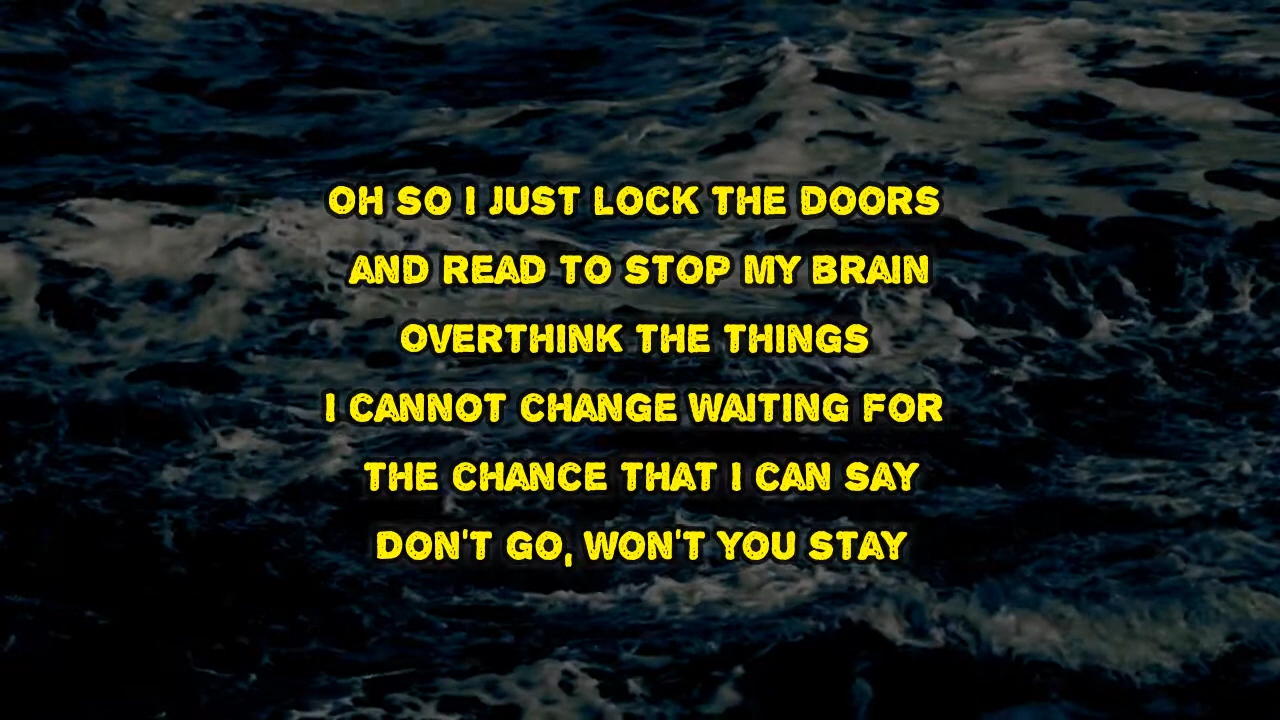 OH SO I JUST LOCK THE DOORS
AND READ TO STOP MY BRAIN
OVERTHINK THE THINGS
I CANNOT CHANGE WAITING FOR
THE CHANCE THAT I CAN SAY
DON'T GO, WON'T YOU STAY